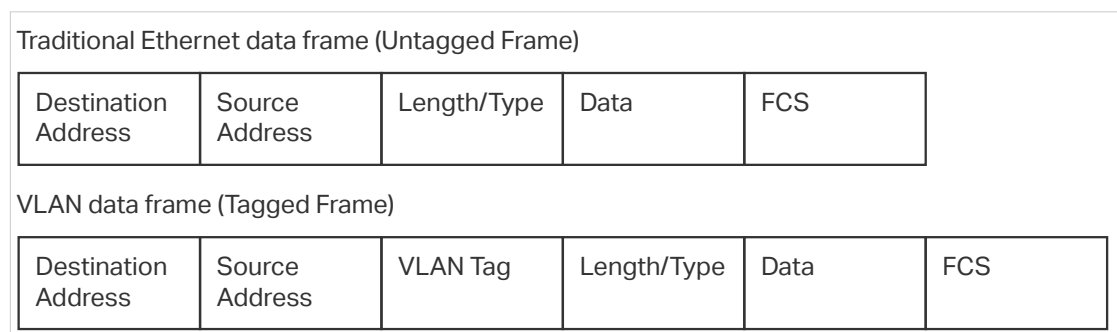 Traditional Ethernet data frame (Untagged Frame)
Destination Address
Source Address
Length/Type
Data
FCS
VLAN data frame (Tagged Frame)
Destination Address
Source Address
VLAN Tag
Length/Type
Data
FCS